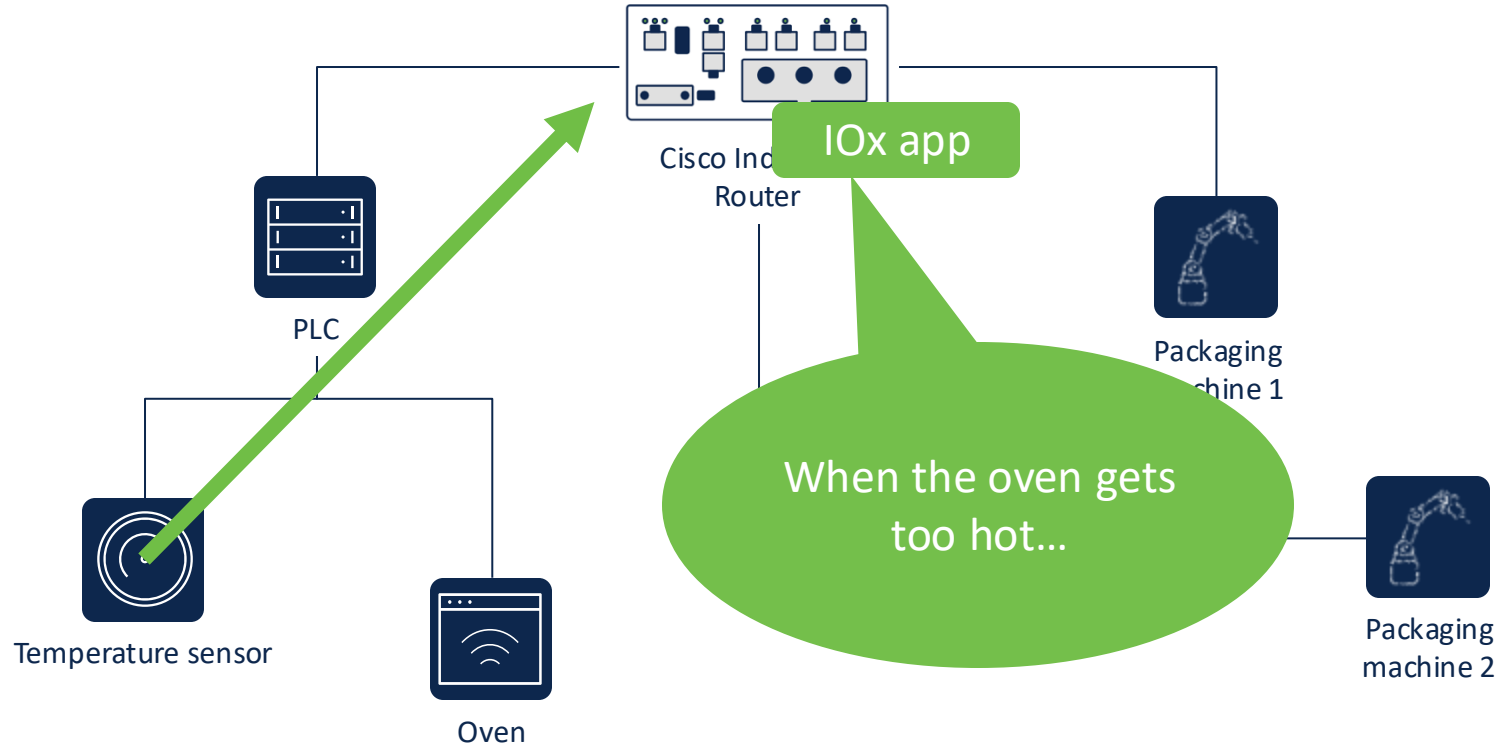 IOx app
Cisco Ind
Router
PLC
Packaging
chine 1
When the oven gets
too hot…
Temperature sensor
Oven
Packaging
machine 2